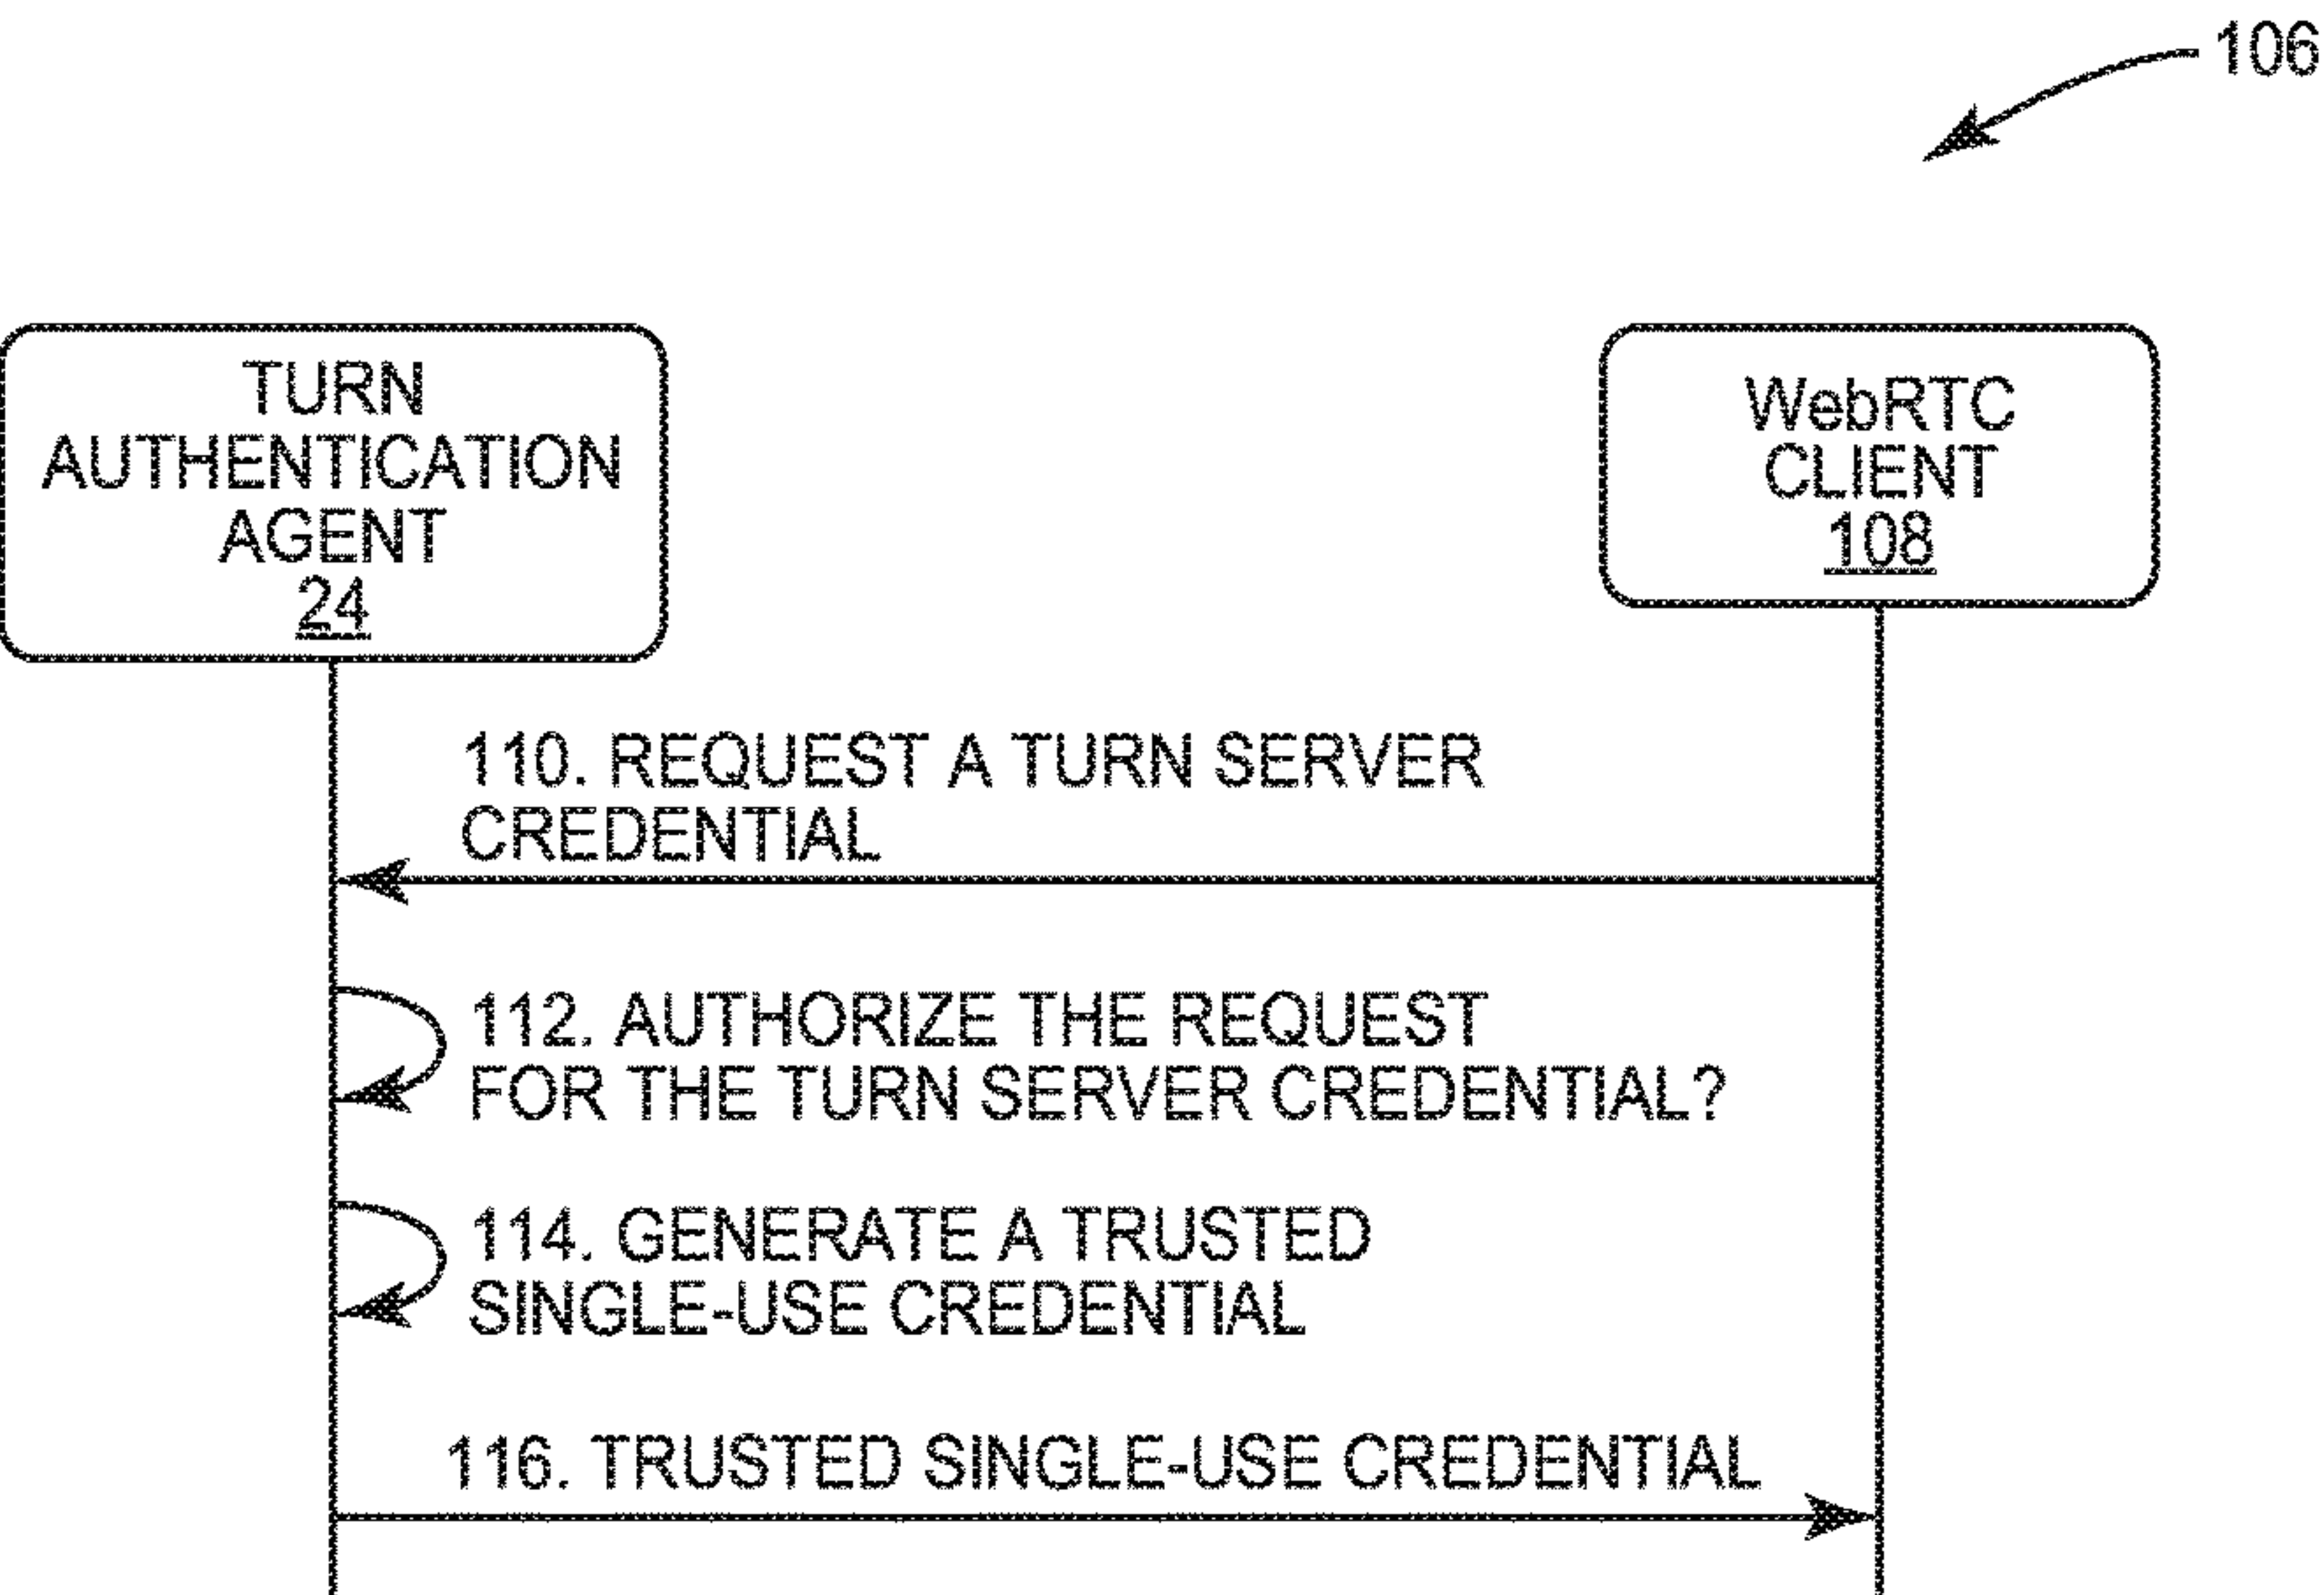 106
TURN
AUTHENTICATION
AGENT
24
WebRTC
CLIENT
108
110. REQUEST A TURN SERVER
CREDENTIAL
112. AUTHORIZE THE REQUEST
FOR THE TURN SERVER CREDENTIAL?
114. GENERATE A TRUSTED
SINGLE-USE CREDENTIAL
116. TRUSTED SINGLE-USE CREDENTIAL